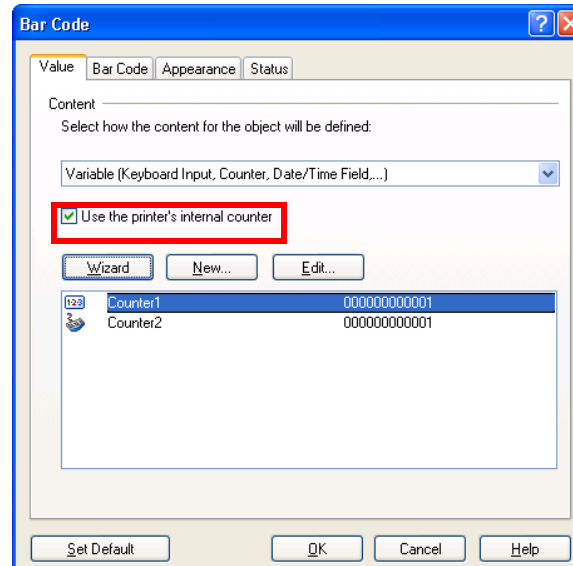 Bar Code
Value Bar Code Appearance Status
Content
Select how the content for the object will be defined:
Variable (Keyboard Input, Counter, Date/Time Field,...)
Use the printer's internal counter
Wizard New... Edit...
123 Counter1 000000000001
Counter2 000000000001
Set Default OK Cancel Help